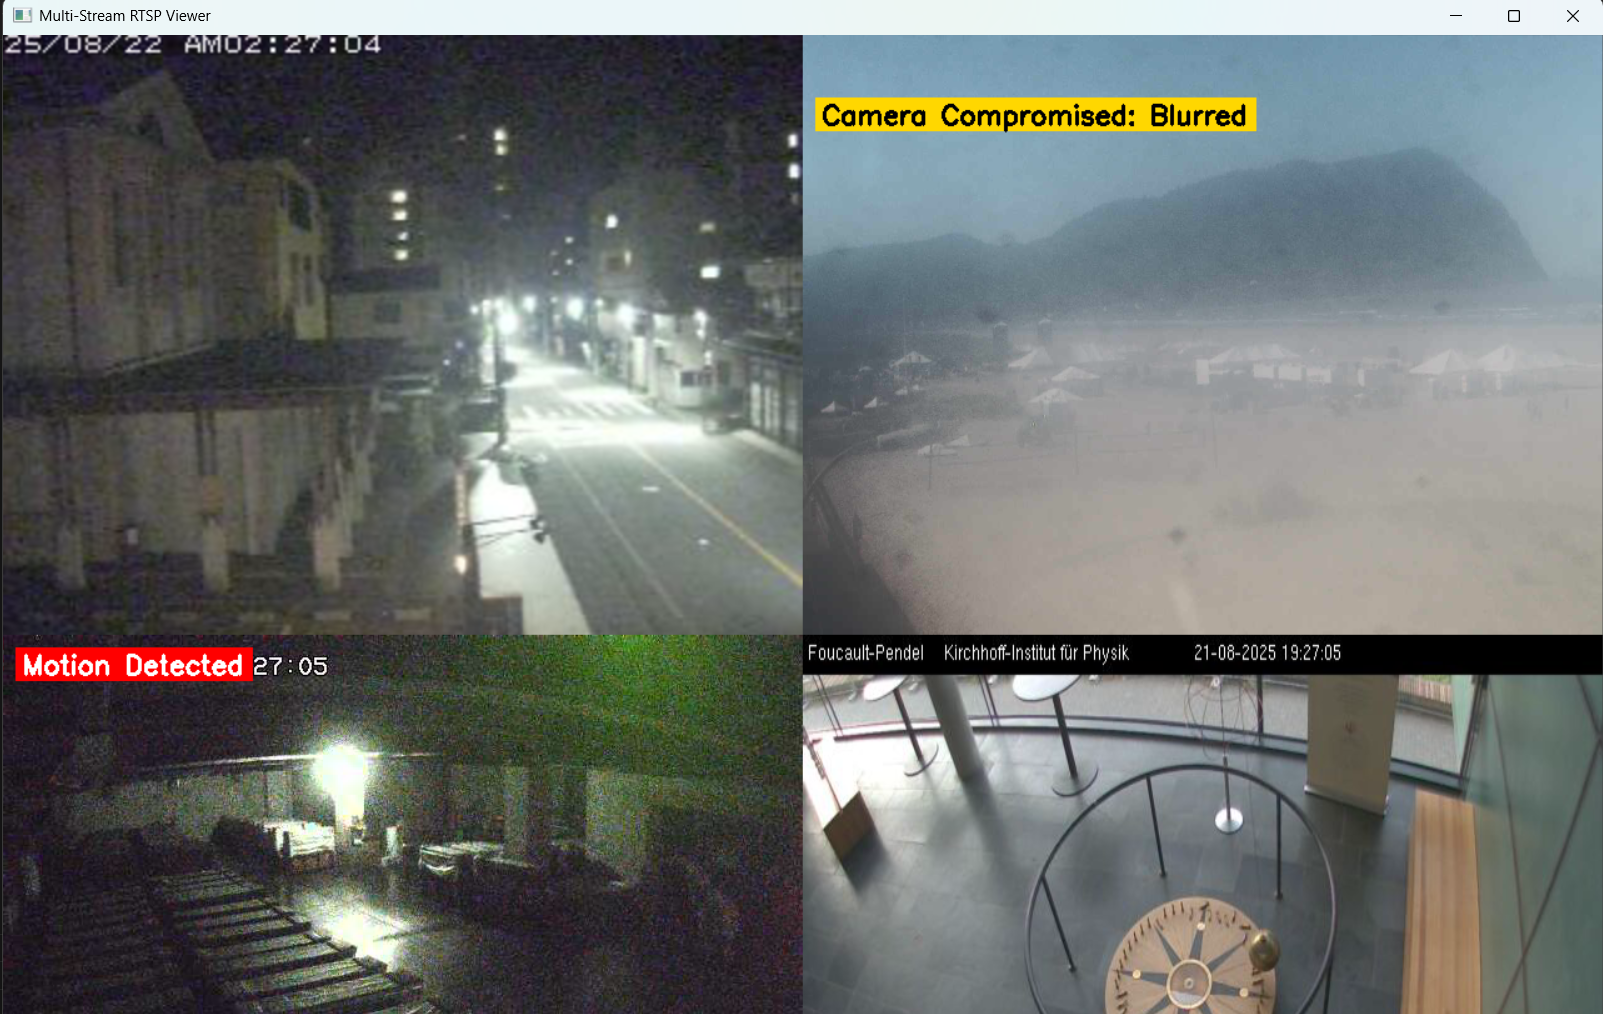 Multi-Stream RTSP Viewer
25/08/22 AM02:27:04
Camera Compromised: Blurred
Motion Detected 27:05
Foucault-Pendel Kirchhoff-Institut für Physik 21-08-2025 19:27:05